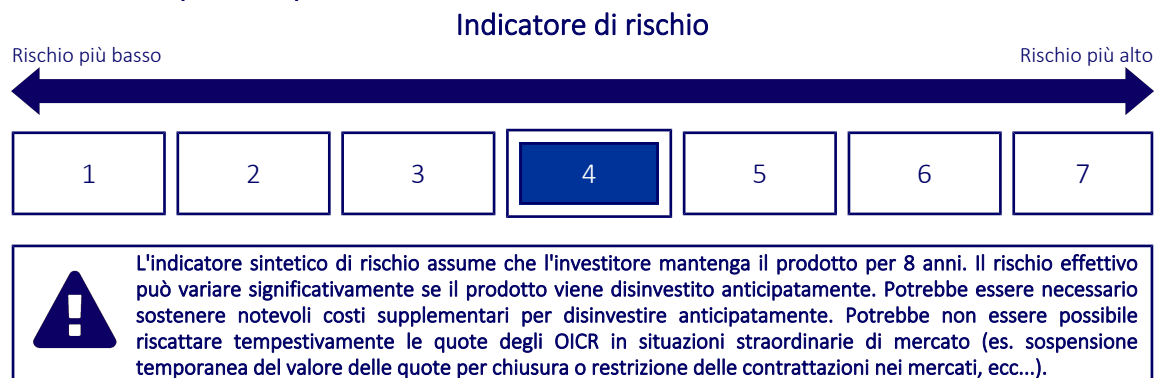 Indicatore di rischio
Rischio più basso
Rischio più alto
1
2
3
4
5
6
7
L'indicatore sintetico di rischio assume che l'investitore mantenga il prodotto per 8 anni. Il rischio effettivo
può variare significativamente se il prodotto viene disinvestito anticipatamente. Potrebbe essere necessario
sostenere notevoli costi supplementari per disinvestire anticipatamente. Potrebbe non essere possibile
riscattare tempestivamente le quote degli OICR in situazioni straordinarie di mercato (es. sospensione
temporanea del valore delle quote per chiusura o restrizione delle contrattazioni nei mercati, ecc...).